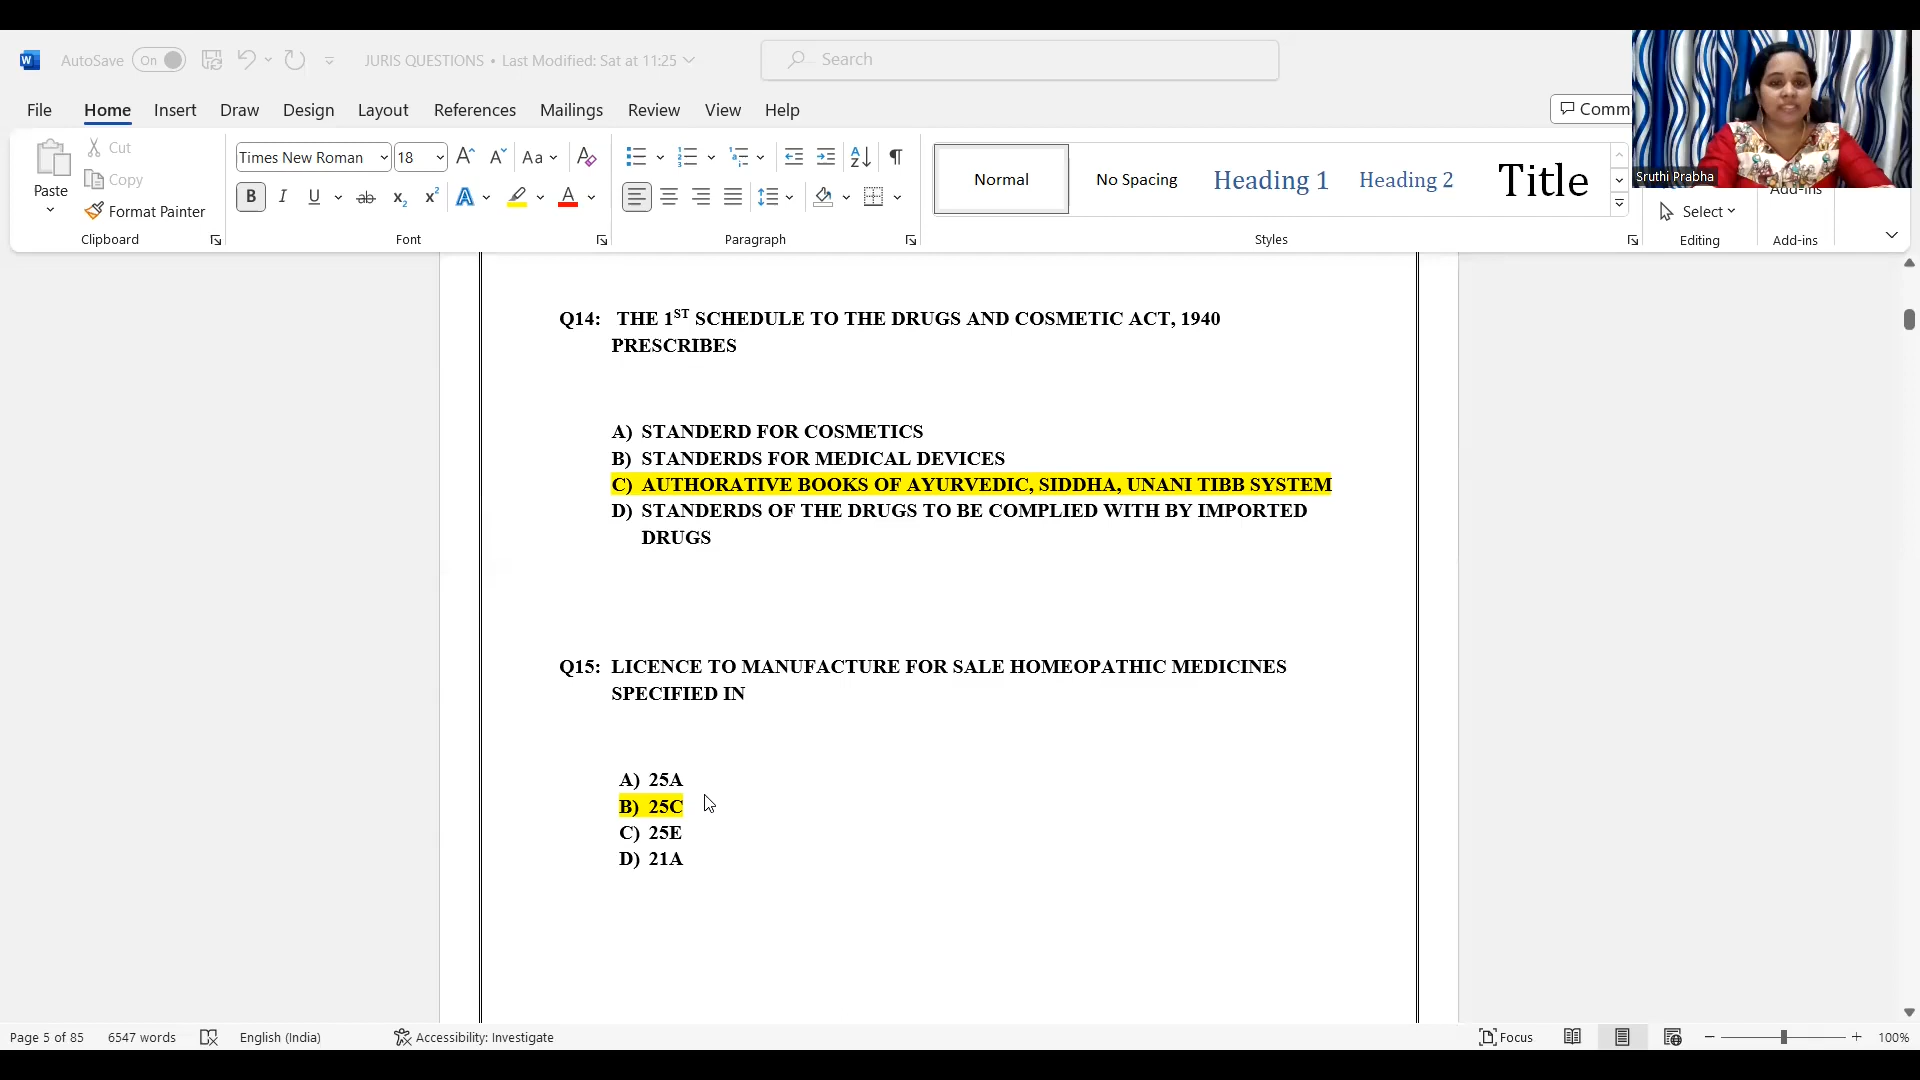 AutoSave On JURIS QUESTIONS • Last Modified: Sat at 11:25 Search
File Home Insert Draw Design Layout References Mailings Review View Help Comm
Paste Cut Copy Format Painter
Clipboard
Times New Roman 18 Aa
B I U ab x₂ x² A A
Font
Paragraph
Normal No Spacing Heading 1 Heading 2 Title
Styles
Select
Editing
Add-ins
Add-ins
Sruthi Prabha
Q14: THE 1ST SCHEDULE TO THE DRUGS AND COSMETIC ACT, 1940
PRESCRIBES
A) STANDERD FOR COSMETICS
B) STANDERDS FOR MEDICAL DEVICES
C) AUTHORATIVE BOOKS OF AYURVEDIC, SIDDHA, UNANI TIBB SYSTEM
D) STANDERDS OF THE DRUGS TO BE COMPLIED WITH BY IMPORTED
DRUGS
Q15: LICENCE TO MANUFACTURE FOR SALE HOMEOPATHIC MEDICINES
SPECIFIED IN
A) 25A
B) 25C
C) 25E
D) 21A
Page 5 of 85 6547 words English (India) Accessibility: Investigate Focus 100%